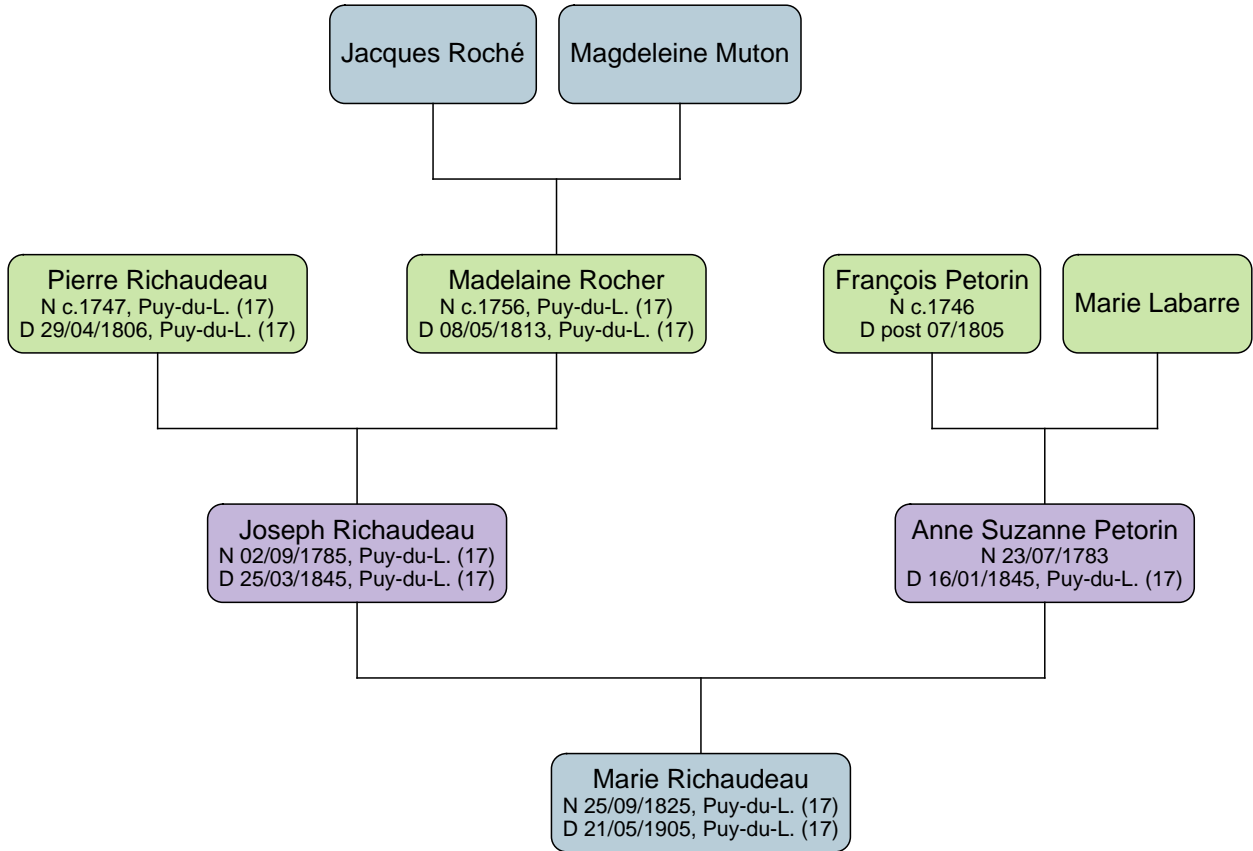 Jacques Roché
Magdeleine Muton
Pierre Richaudeau
N c.1747, Puy-du-L. (17)
D 29/04/1806, Puy-du-L. (17)
Madelaine Rocher
N c.1756, Puy-du-L. (17)
D 08/05/1813, Puy-du-L. (17)
François Petorin
N c.1746
D post 07/1805
Marie Labarre
Joseph Richaudeau
N 02/09/1785, Puy-du-L. (17)
D 25/03/1845, Puy-du-L. (17)
Anne Suzanne Petorin
N 23/07/1783
D 16/01/1845, Puy-du-L. (17)
Marie Richaudeau
N 25/09/1825, Puy-du-L. (17)
D 21/05/1905, Puy-du-L. (17)